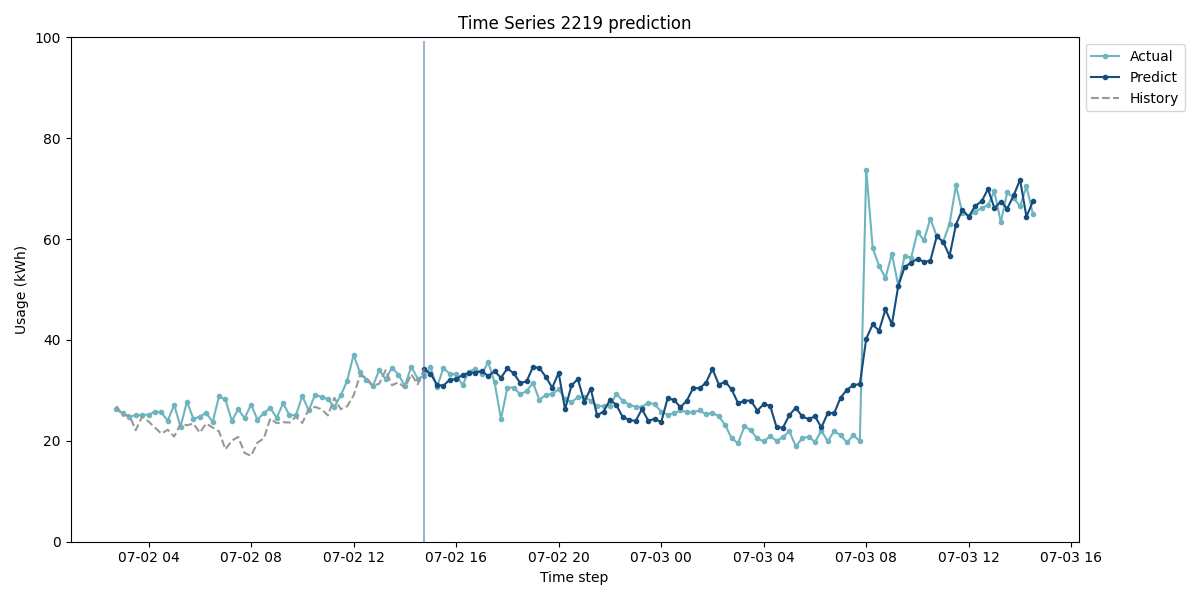 Time Series 2219 prediction
Usage (kWh)
100
80
60
40
20
0
07-02 04
07-02 08
07-02 12
07-02 16
07-02 20
07-03 00
07-03 04
07-03 08
07-03 12
07-03 16
Time step
Actual
Predict
History